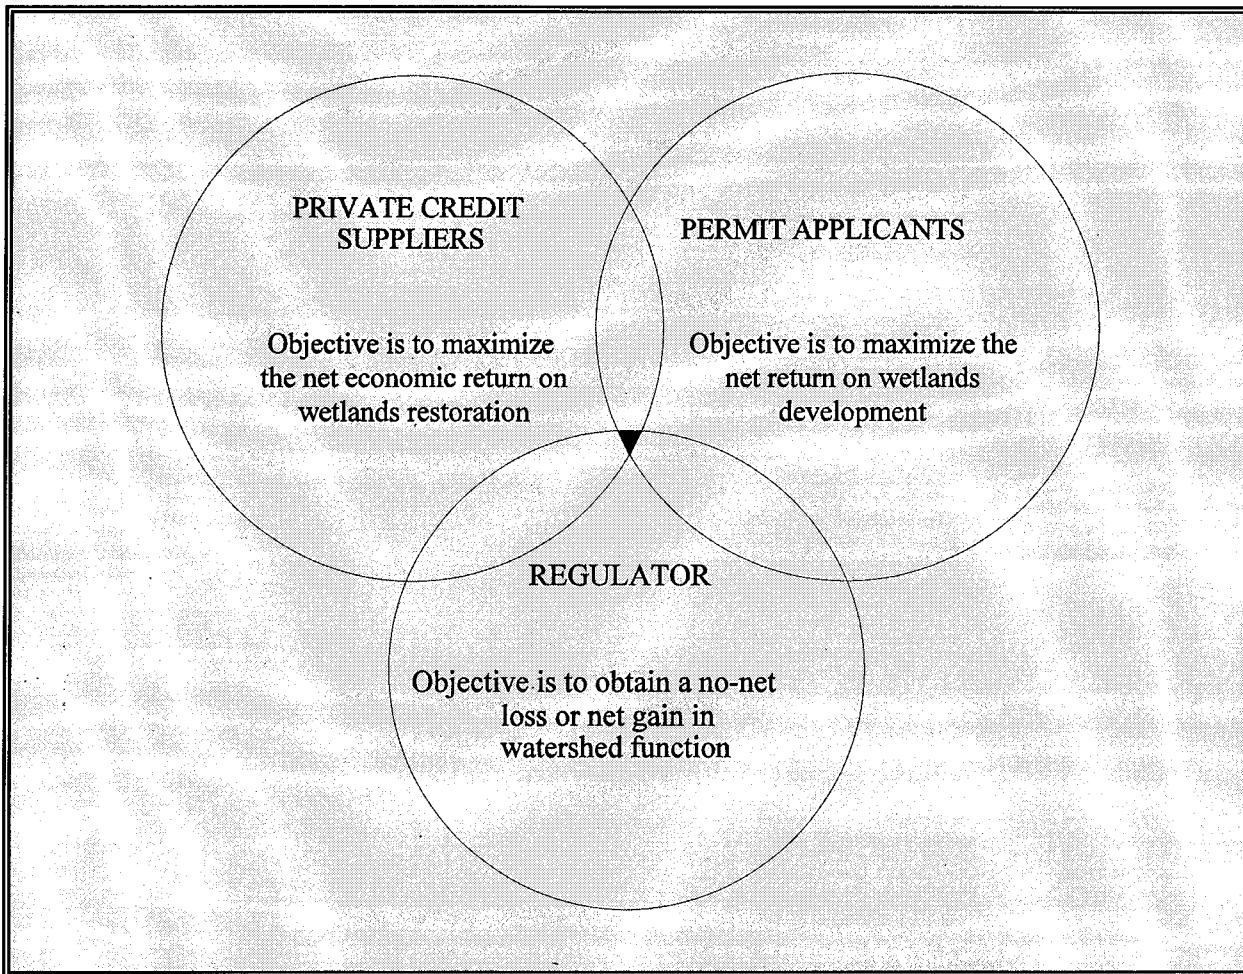 PRIVATE CREDIT
SUPPLIERS
Objective is to maximize
the net economic return on
wetlands restoration
PERMIT APPLICANTS
Objective is to maximize the
net return on wetlands
development
REGULATOR
Objective is to obtain a no-net
loss or net gain in
watershed function